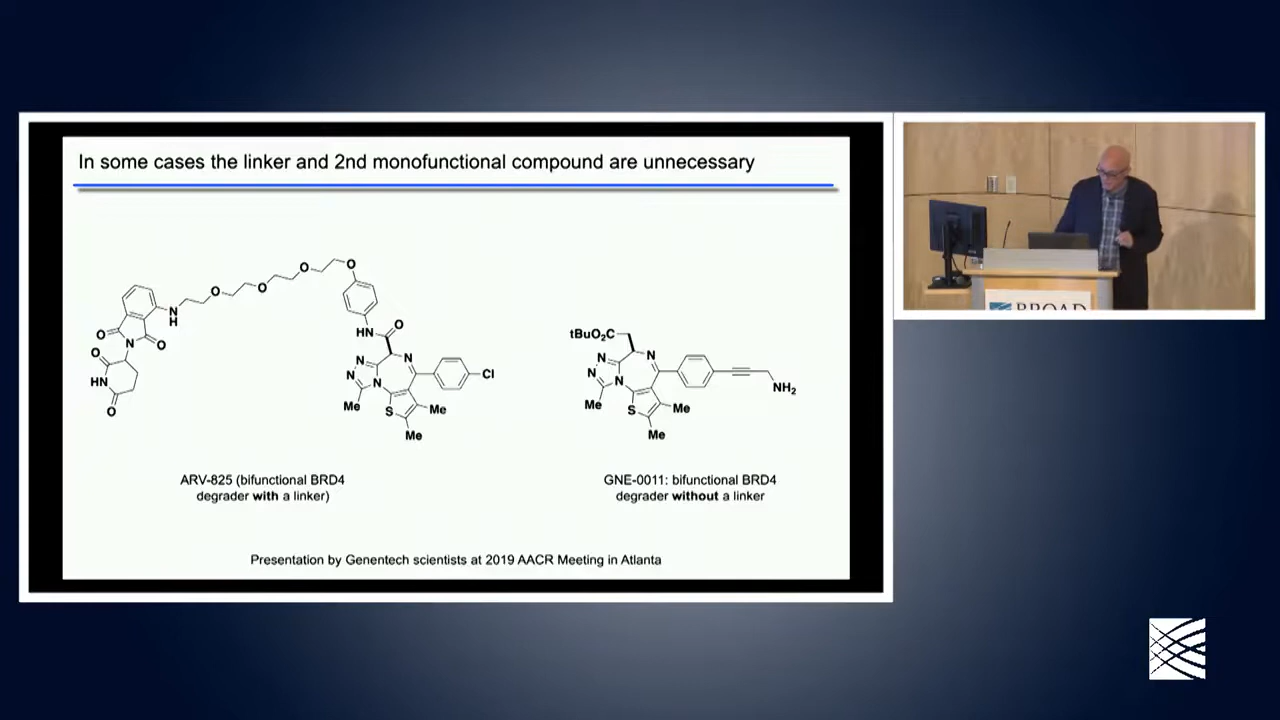 In some cases the linker and 2nd monofunctional compound are unnecessary
O
O
O
O
N
H
O
N
O
O
HN
O
HN
O
N
N
N
N
Cl
Me
S
Me
Me
tBuO2C
N
N
N
N
NH2
Me
S
Me
Me
ARV-825 (bifunctional BRD4
degrader with a linker)
GNE-0011: bifunctional BRD4
degrader without a linker
Presentation by Genentech scientists at 2019 AACR Meeting in Atlanta
BROAD